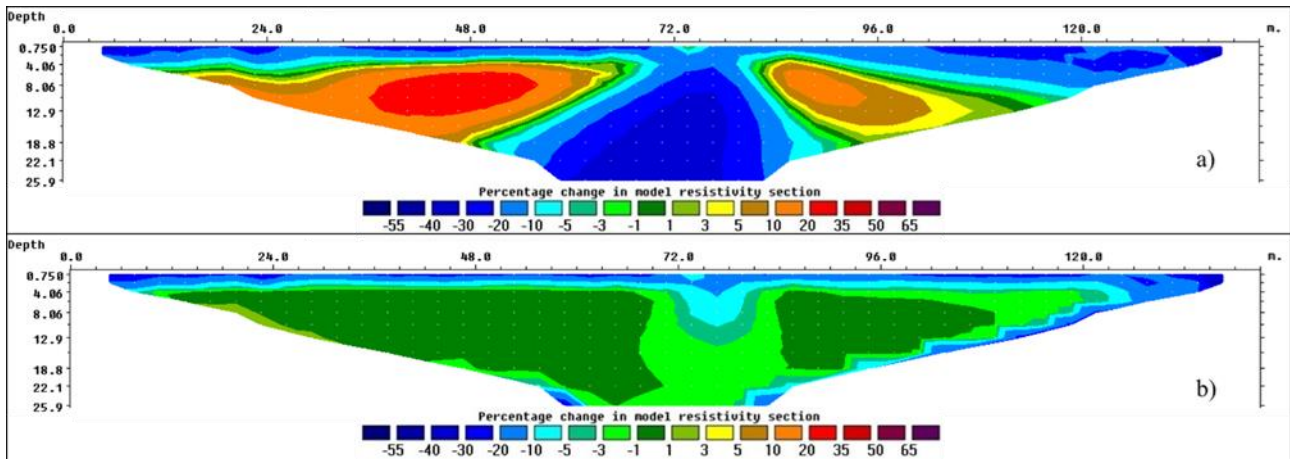 Depth
0.0 24.0 48.0 72.0 96.0 120.0 m.
0.750
4.06
8.06
12.9
18.8
22.1
25.9
a)
Percentage change in model resistivity section
-55 -40 -30 -20 -10 -5 -3 -1 1 3 5 10 20 35 50 65
Depth
0.0 24.0 48.0 72.0 96.0 120.0 m.
0.750
4.06
8.06
12.9
18.8
22.1
25.9
b)
Percentage change in model resistivity section
-55 -40 -30 -20 -10 -5 -3 -1 1 3 5 10 20 35 50 65